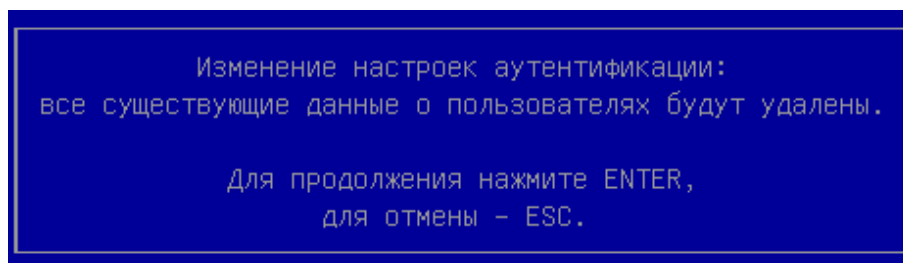 Изменение настроек аутентификации:
все существующие данные о пользователях будут удалены.
Для продолжения нажмите ENTER,
для отмены – ESC.